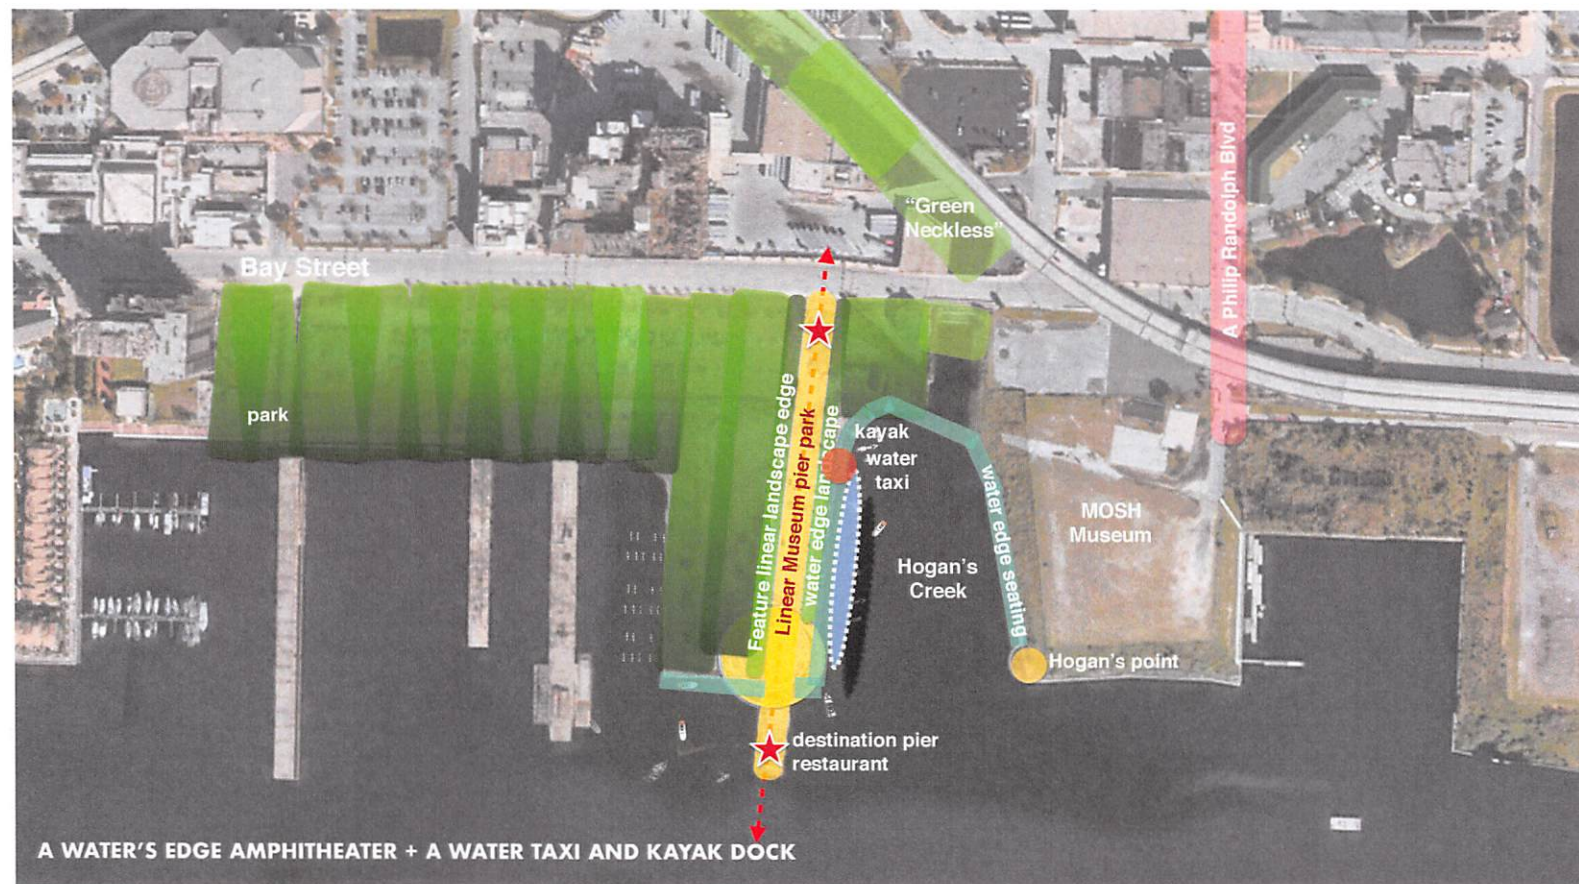 "Green
Neckless"
A Philip Randolph Blvd
Bay Street
park
Feature linear landscape edge
Linear Museum pier park
water edge landscape
kayak
water
taxi
water edge seating
MOSH
Museum
Hogan's
Creek
Hogan's point
destination pier
restaurant
A WATER'S EDGE AMPHITHEATER + A WATER TAXI AND KAYAK DOCK